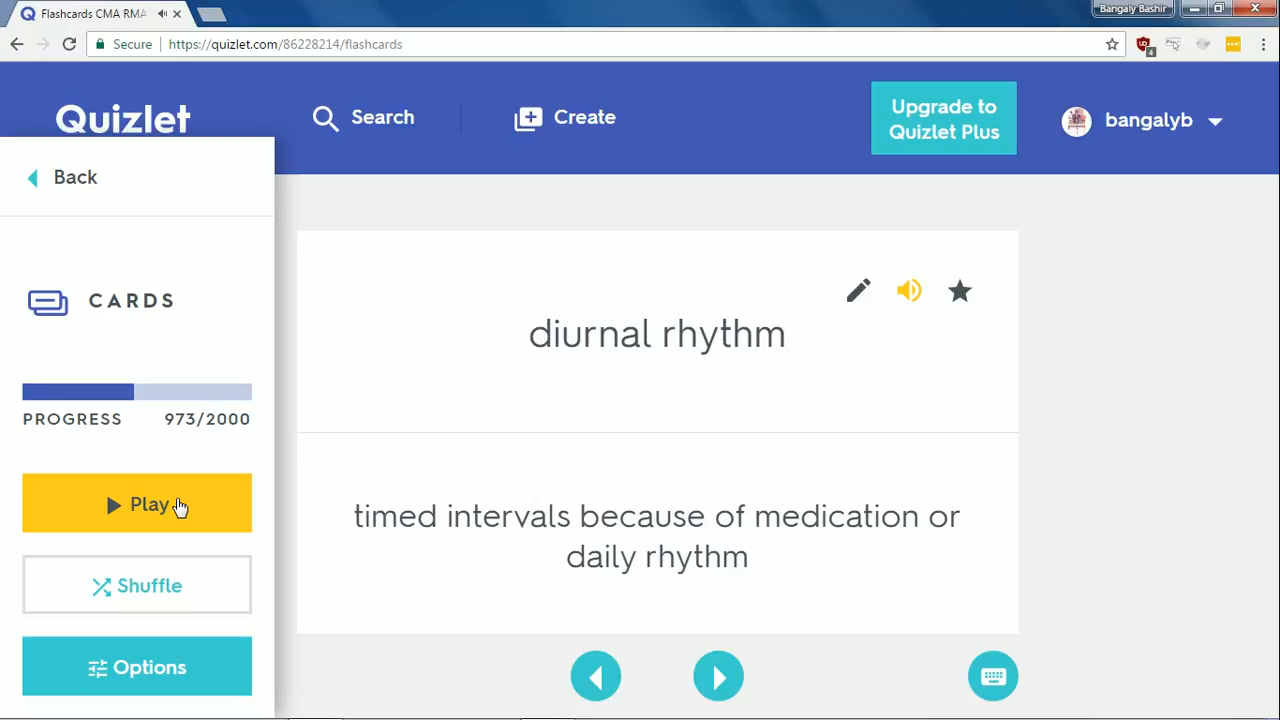 Flashcards CMA RMA
Bangaly Bashir
Secure
https://quizlet.com/86228214/flashcards
4
Quizlet
Search
Create
Upgrade to
Quizlet Plus
bangalyb
Back
CARDS
PROGRESS 973/2000
Play
Shuffle
Options
diurnal rhythm
timed intervals because of medication or
daily rhythm